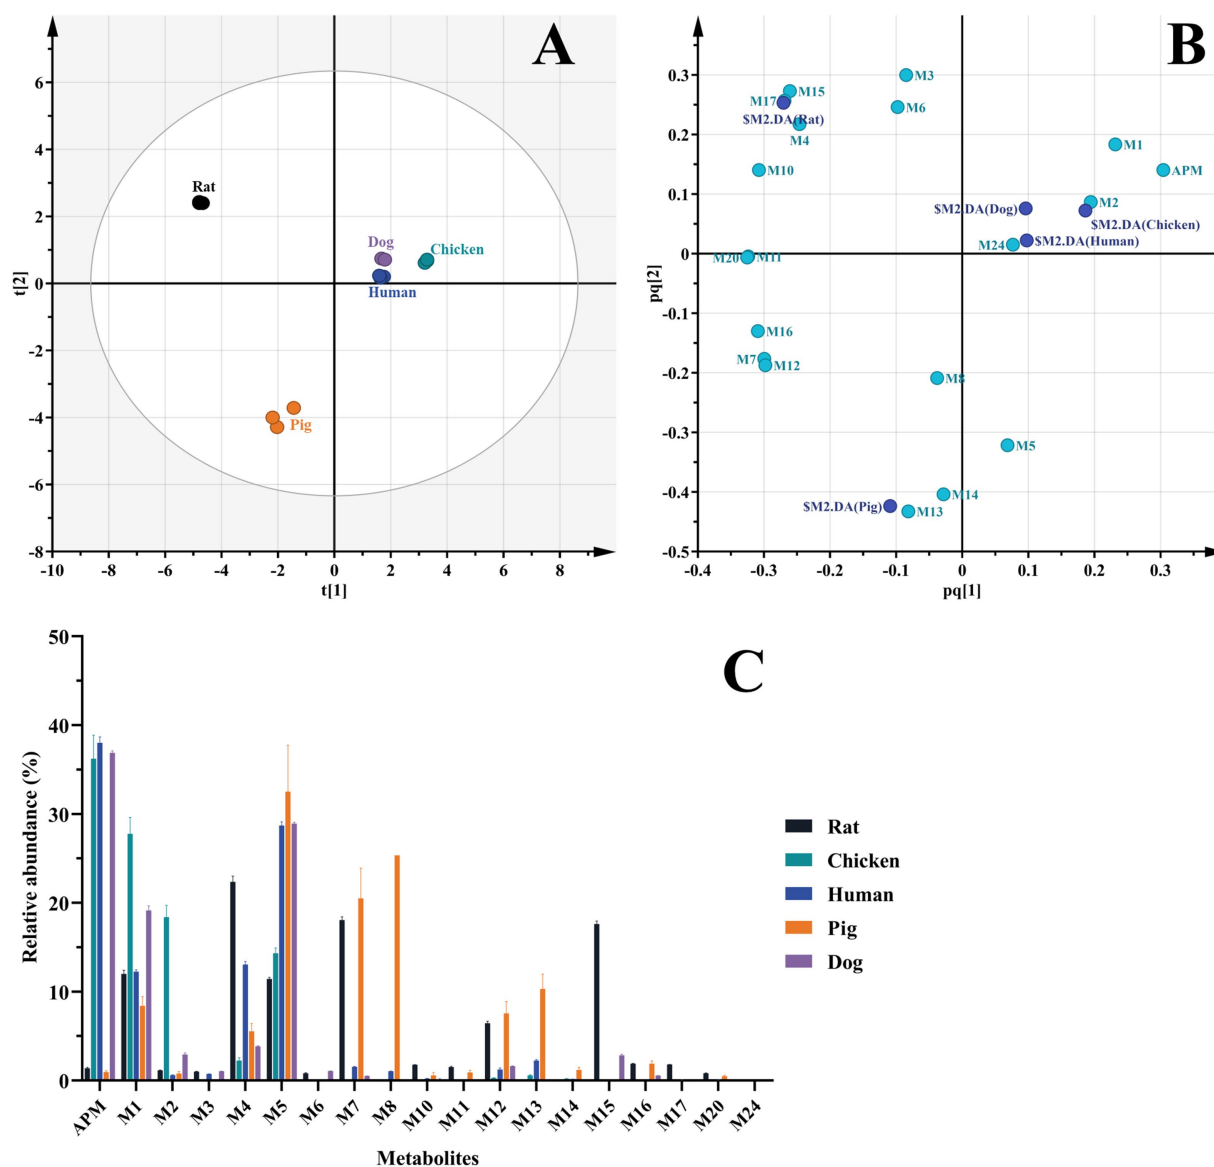 A
6
4
2
0
-2
-4
-6
-8
t[2]
Rat
Dog
Chicken
Human
Pig
-10 -8 -6 -4 -2 0 2 4 6 8
t[1]
B
0.3
0.2
0.1
0
-0.1
-0.2
-0.3
-0.4
-0.5
pq[2]
M3
M15
M17
$M2.DA(Rat)
M6
M4
M1
M10
APM
M2
$M2.DA(Dog)
$M2.DA(Chicken)
$M2.DA(Human)
M24
M20
M11
M16
M7
M12
M8
M5
M14
$M2.DA(Pig)
M13
-0.4 -0.3 -0.2 -0.1 0 0.1 0.2 0.3
pq[1]
C
50
40
30
20
10
0
Relative abundance (%)
Rat
Chicken
Human
Pig
Dog
APM M1 M2 M3 M4 M5 M6 M7 M8 M10 M11 M12 M13 M14 M15 M16 M17 M20 M24
Metabolites